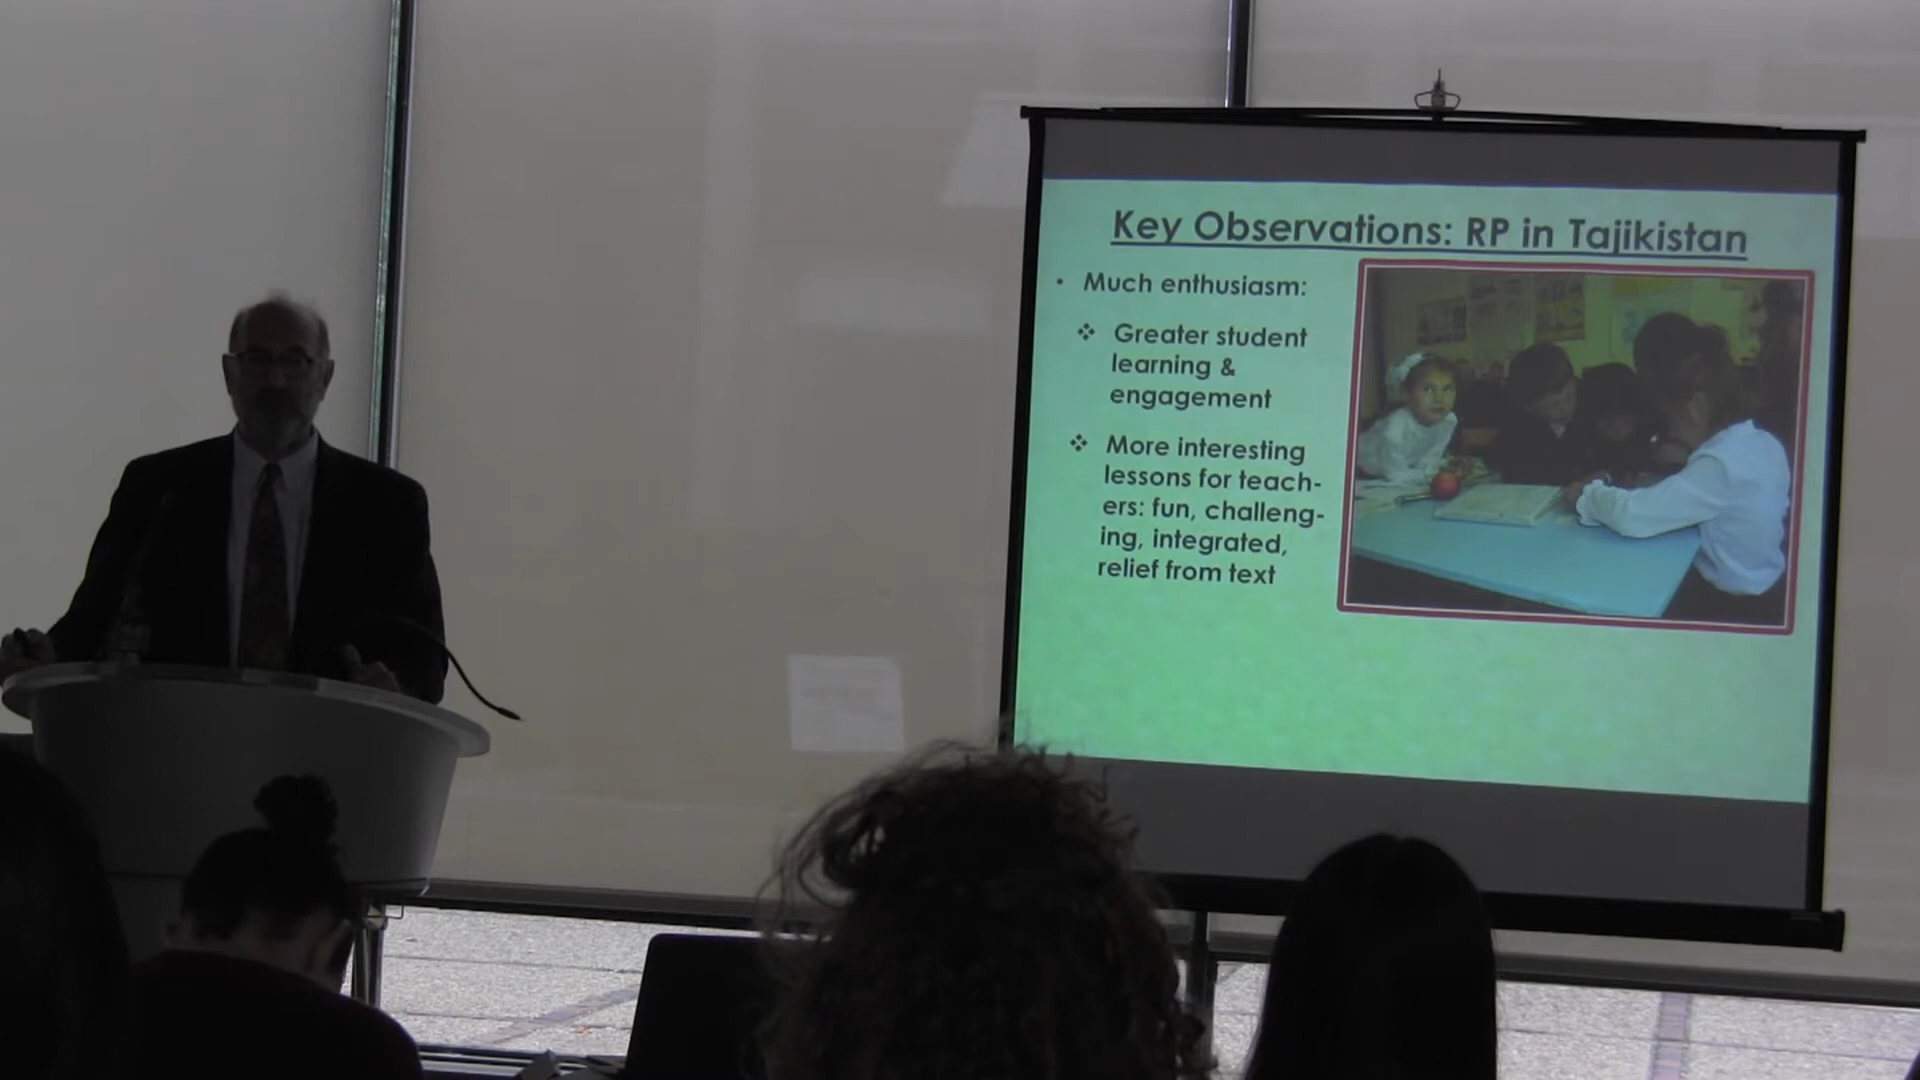 Key Observations: RP in Tajikistan
• Much enthusiasm:
❖ Greater student
learning &
engagement
❖ More interesting
lessons for teach-
ers: fun, challeng-
ing, integrated,
relief from text